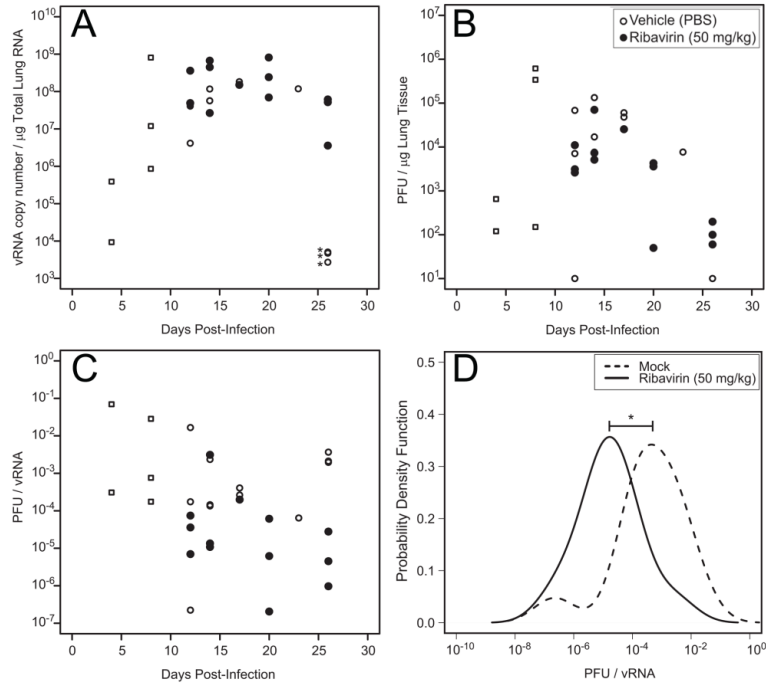 A
10^10
10^9
10^8
10^7
10^6
10^5
10^4
10^3
vRNA copy number / µg Total Lung RNA
*
*
*
0 5 10 15 20 25 30
Days Post-Infection
B
Vehicle (PBS)
Ribavirin (50 mg/kg)
10^7
10^6
10^5
10^4
10^3
10^2
10^1
PFU / µg Lung Tissue
0 5 10 15 20 25 30
Days Post-Infection
C
10^0
10^-1
10^-2
10^-3
10^-4
10^-5
10^-6
10^-7
PFU / vRNA
0 5 10 15 20 25 30
Days Post-Infection
D
Mock
Ribavirin (50 mg/kg)
*
0.5
0.4
0.3
0.2
0.1
0.0
Probability Density Function
10^-10 10^-8 10^-6 10^-4 10^-2 10^0
PFU / vRNA